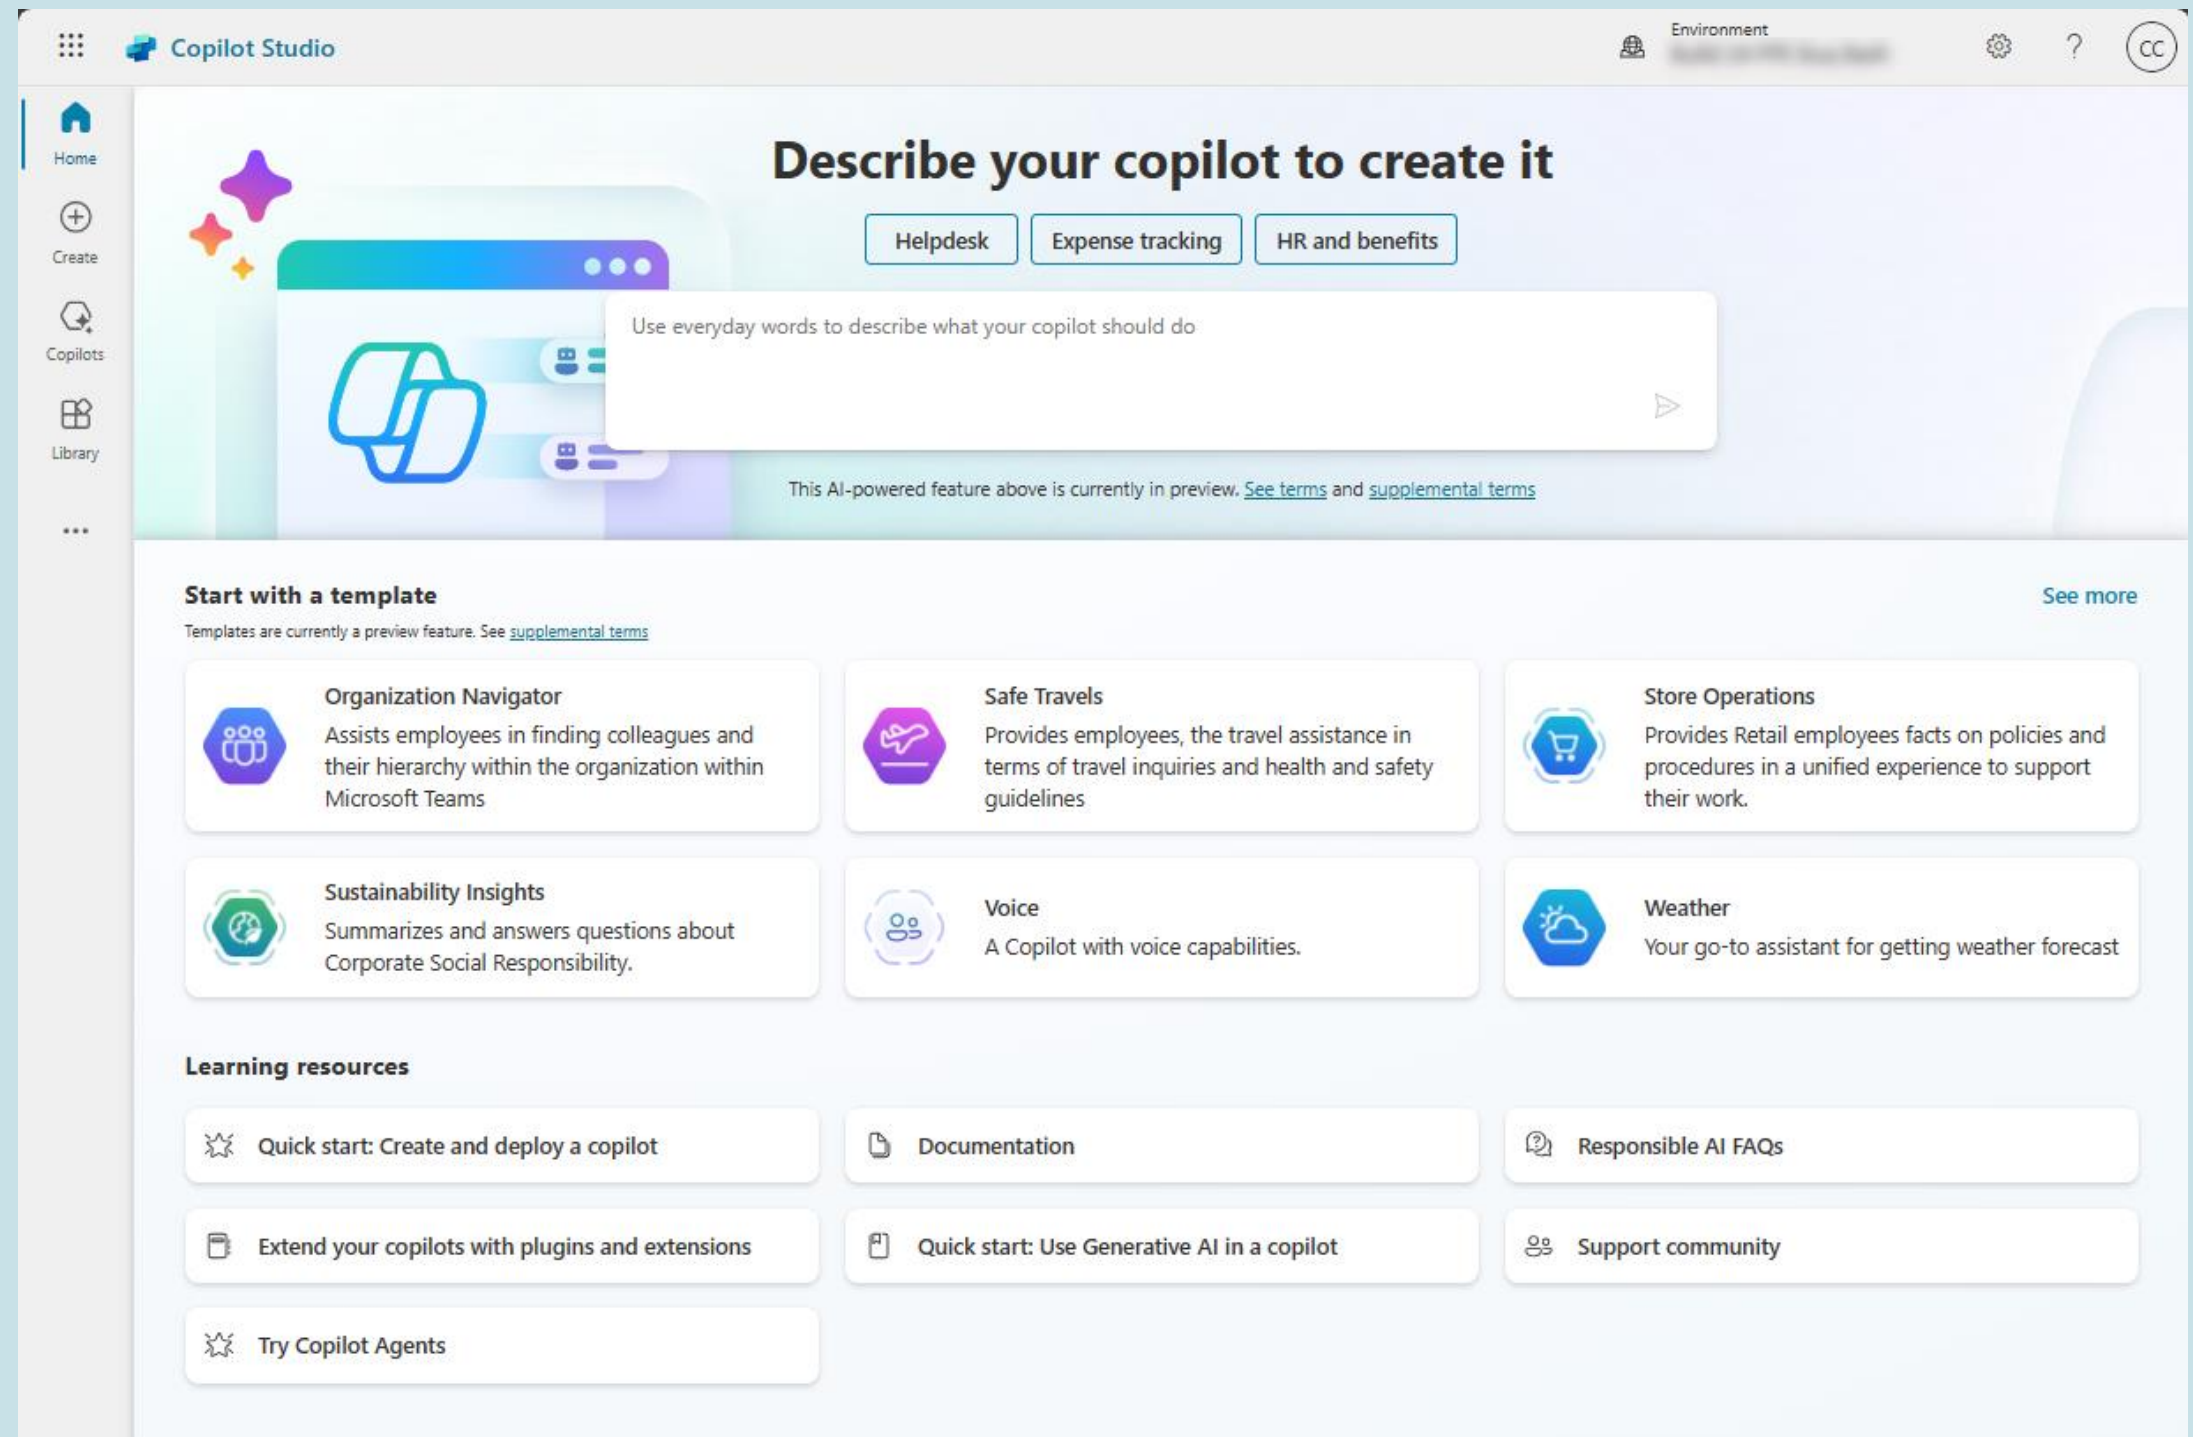 Copilot Studio
Environment
CC
Home
Create
Copilots
Library
Describe your copilot to create it
Helpdesk
Expense tracking
HR and benefits
Use everyday words to describe what your copilot should do
This AI-powered feature above is currently in preview. See terms and supplemental terms
Start with a template
See more
Templates are currently a preview feature. See supplemental terms
Organization Navigator
Assists employees in finding colleagues and
their hierarchy within the organization within
Microsoft Teams
Safe Travels
Provides employees, the travel assistance in
terms of travel inquiries and health and safety
guidelines
Store Operations
Provides Retail employees facts on policies and
procedures in a unified experience to support
their work.
Sustainability Insights
Summarizes and answers questions about
Corporate Social Responsibility.
Voice
A Copilot with voice capabilities.
Weather
Your go-to assistant for getting weather forecast
Learning resources
Quick start: Create and deploy a copilot
Documentation
Responsible AI FAQs
Extend your copilots with plugins and extensions
Quick start: Use Generative AI in a copilot
Support community
Try Copilot Agents